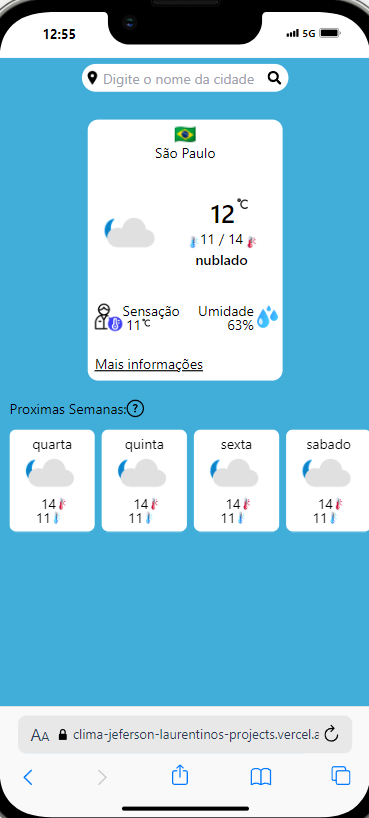 12:55
5G
Digite o nome da cidade
São Paulo
12°C
11 / 14
nublado
Sensação
11°C
Umidade
63%
Mais informações
Proximas Semanas:?
quarta
14
11
quinta
14
11
sexta
14
11
sabado
14
11
AA clima-jeferson-laurentinos-projects.vercel.a